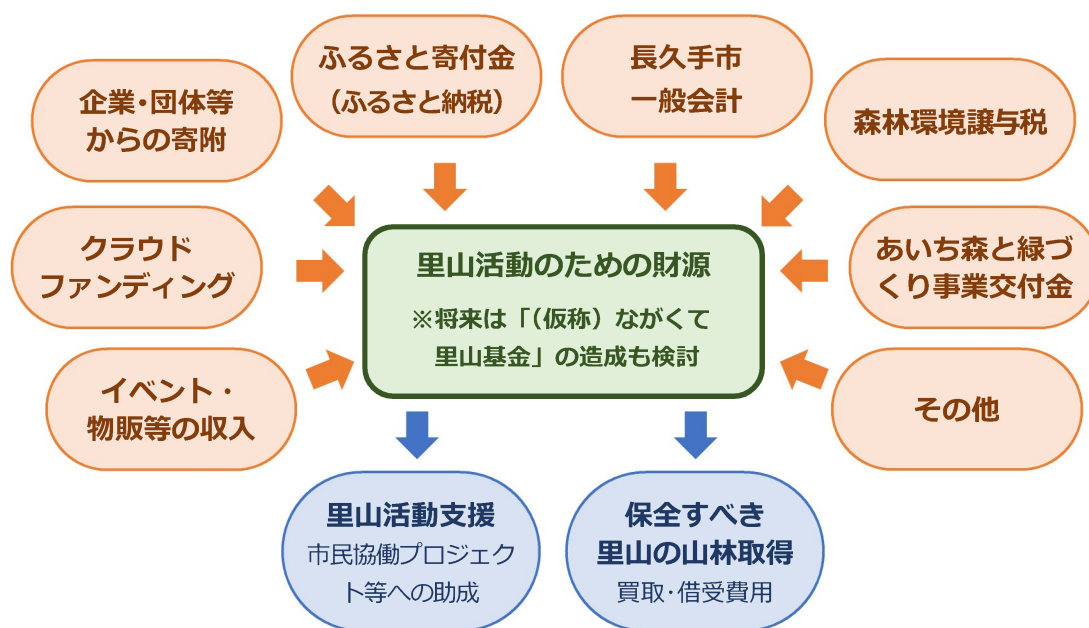 ふるさと寄付金
（ふるさと納税）
長久手市
一般会計
企業・団体等
からの寄附
森林環境譲与税
クラウド
ファンディング
里山活動のための財源
※将来は「（仮称）ながくて
里山基金」の造成も検討
あいち森と緑づ
くり事業交付金
イベント・
物販等の収入
その他
里山活動支援
市民協働プロジェク
ト等への助成
保全すべき
里山の山林取得
買取・借受費用